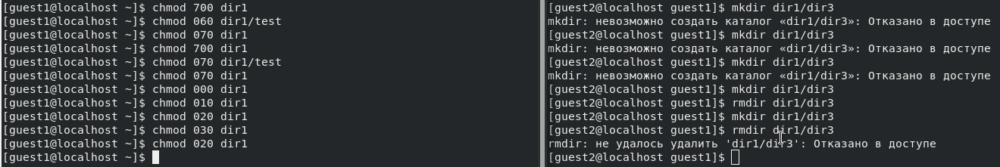 [guest1@localhost ~]$ chmod 700 dir1
[guest1@localhost ~]$ chmod 060 dir1/test
[guest1@localhost ~]$ chmod 070 dir1
[guest1@localhost ~]$ chmod 700 dir1
[guest1@localhost ~]$ chmod 070 dir1/test
[guest1@localhost ~]$ chmod 070 dir1
[guest1@localhost ~]$ chmod 000 dir1
[guest1@localhost ~]$ chmod 010 dir1
[guest1@localhost ~]$ chmod 020 dir1
[guest1@localhost ~]$ chmod 030 dir1
[guest1@localhost ~]$ chmod 020 dir1
[guest1@localhost ~]$
[guest2@localhost guest1]$ mkdir dir1/dir3
mkdir: невозможно создать каталог «dir1/dir3»: Отказано в доступе
[guest2@localhost guest1]$ mkdir dir1/dir3
mkdir: невозможно создать каталог «dir1/dir3»: Отказано в доступе
[guest2@localhost guest1]$ mkdir dir1/dir3
mkdir: невозможно создать каталог «dir1/dir3»: Отказано в доступе
[guest2@localhost guest1]$ mkdir dir1/dir3
[guest2@localhost guest1]$ rmdir dir1/dir3
[guest2@localhost guest1]$ mkdir dir1/dir3
[guest2@localhost guest1]$ rmdir dir1/dir3
rmdir: не удалось удалить 'dir1/dir3': Отказано в доступе
[guest2@localhost guest1]$